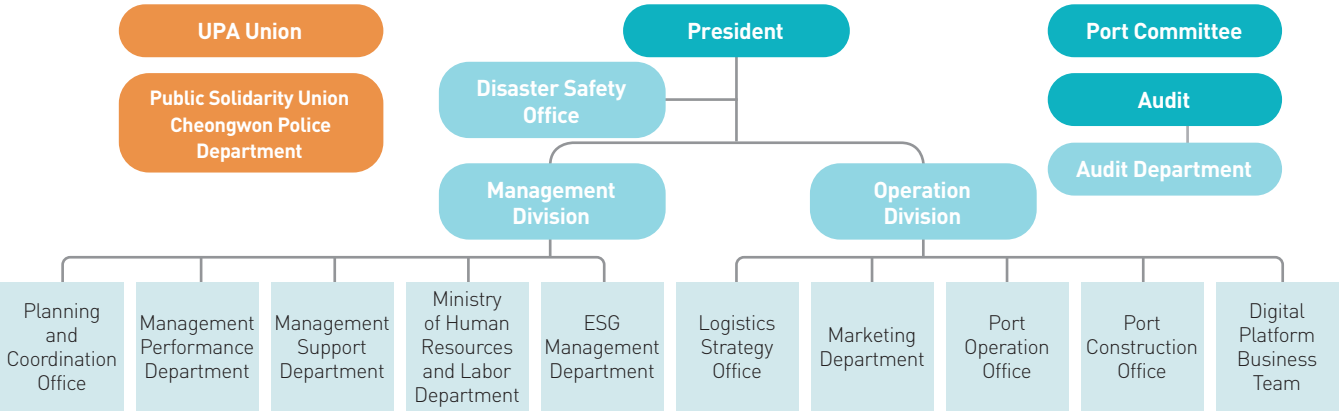 UPA Union
President
Port Committee
Public Solidarity Union
Cheongwon Police
Department
Disaster Safety
Office
Audit
Audit Department
Management
Division
Operation
Division
Planning
and
Coordination
Office
Management
Performance
Department
Management
Support
Department
Ministry
of Human
Resources
and Labor
Department
ESG
Management
Department
Logistics
Strategy
Office
Marketing
Department
Port
Operation
Office
Port
Construction
Office
Digital
Platform
Business
Team